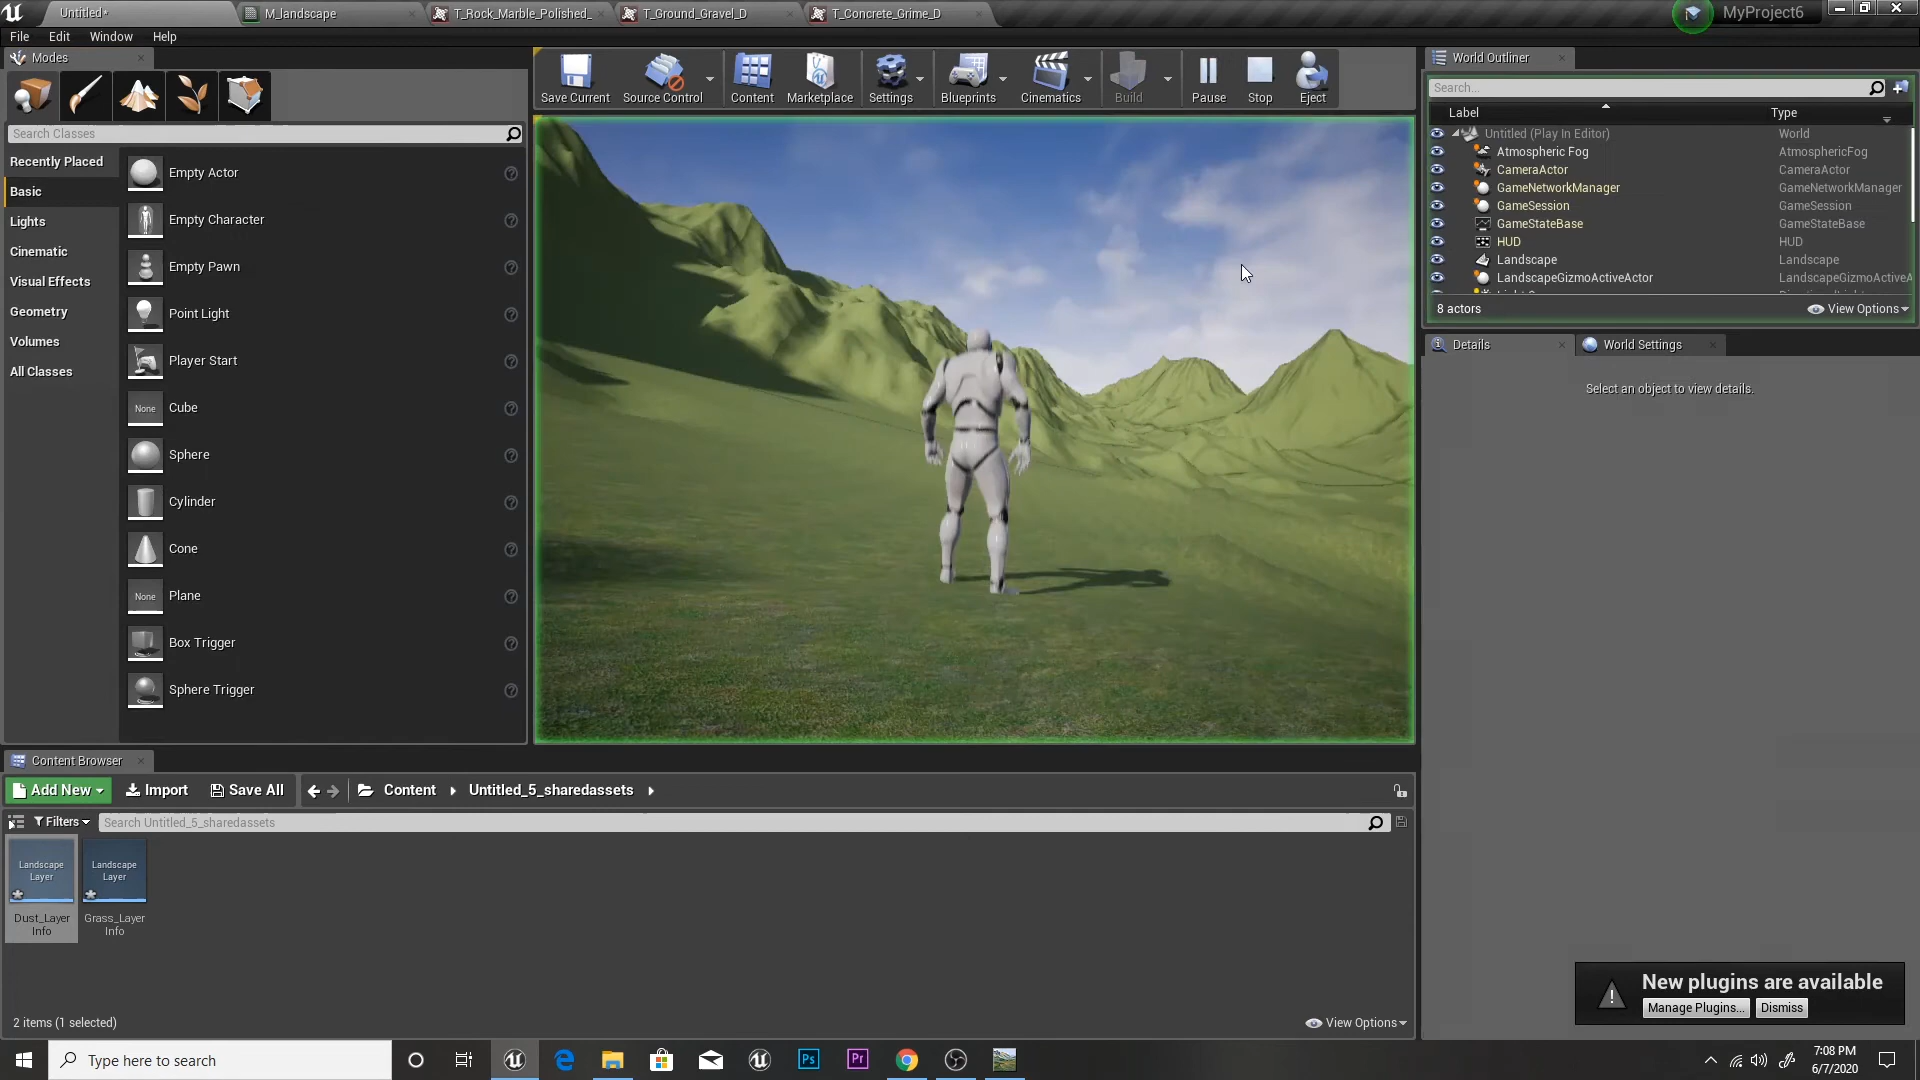 Untitled*
M_landscape
T_Rock_Marble_Polished_
T_Ground_Gravel_D
T_Concrete_Grime_D
MyProject6
File Edit Window Help
Modes
Search Classes
Recently Placed
Basic
Lights
Cinematic
Visual Effects
Geometry
Volumes
All Classes
Empty Actor
Empty Character
Empty Pawn
Point Light
Player Start
None Cube
Sphere
Cylinder
Cone
None Plane
Box Trigger
Sphere Trigger
Save Current
Source Control
Content
Marketplace
Settings
Blueprints
Cinematics
Build
Pause
Stop
Eject
World Outliner
Search...
Label Type
Untitled (Play In Editor) World
Atmospheric Fog AtmosphericFog
CameraActor CameraActor
GameNetworkManager GameNetworkManager
GameSession GameSession
GameStateBase GameStateBase
HUD HUD
Landscape Landscape
LandscapeGizmoActiveActor LandscapeGizmoActiveA
8 actors
View Options
Details
World Settings
Select an object to view details.
Content Browser
Add New
Import
Save All
Content
Untitled_5_sharedassets
Filters
Search Untitled_5_sharedassets
Landscape
Layer
Dust_Layer
Info
Landscape
Layer
Grass_Layer
Info
2 items (1 selected)
View Options
New plugins are available
Manage Plugins...
Dismiss
Type here to search
Ps
Pr
7:08 PM
6/7/2020